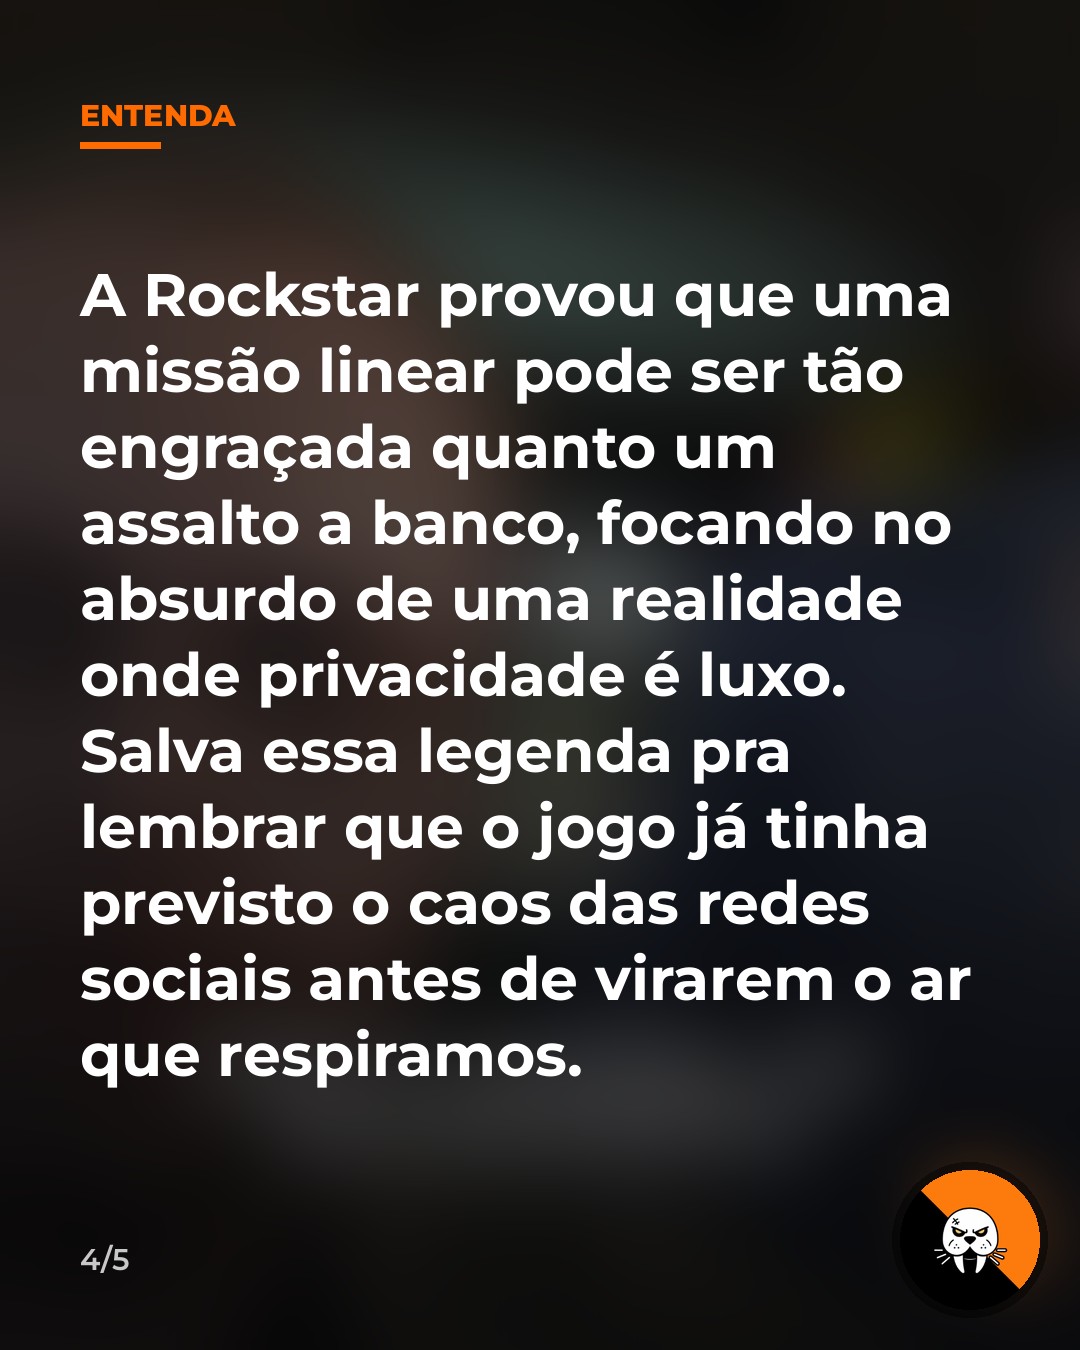 ENTENDA
A Rockstar provou que uma
missão linear pode ser tão
engraçada quanto um
assalto a banco, focando no
absurdo de uma realidade
onde privacidade é luxo.
Salva essa legenda pra
lembrar que o jogo já tinha
previsto o caos das redes
sociais antes de virarem o ar
que respiramos.
4/5